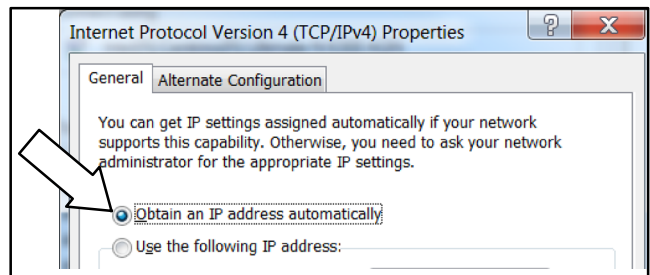 Internet Protocol Version 4 (TCP/IPv4) Properties
General Alternate Configuration
You can get IP settings assigned automatically if your network
supports this capability. Otherwise, you need to ask your network
administrator for the appropriate IP settings.
Obtain an IP address automatically
Use the following IP address: